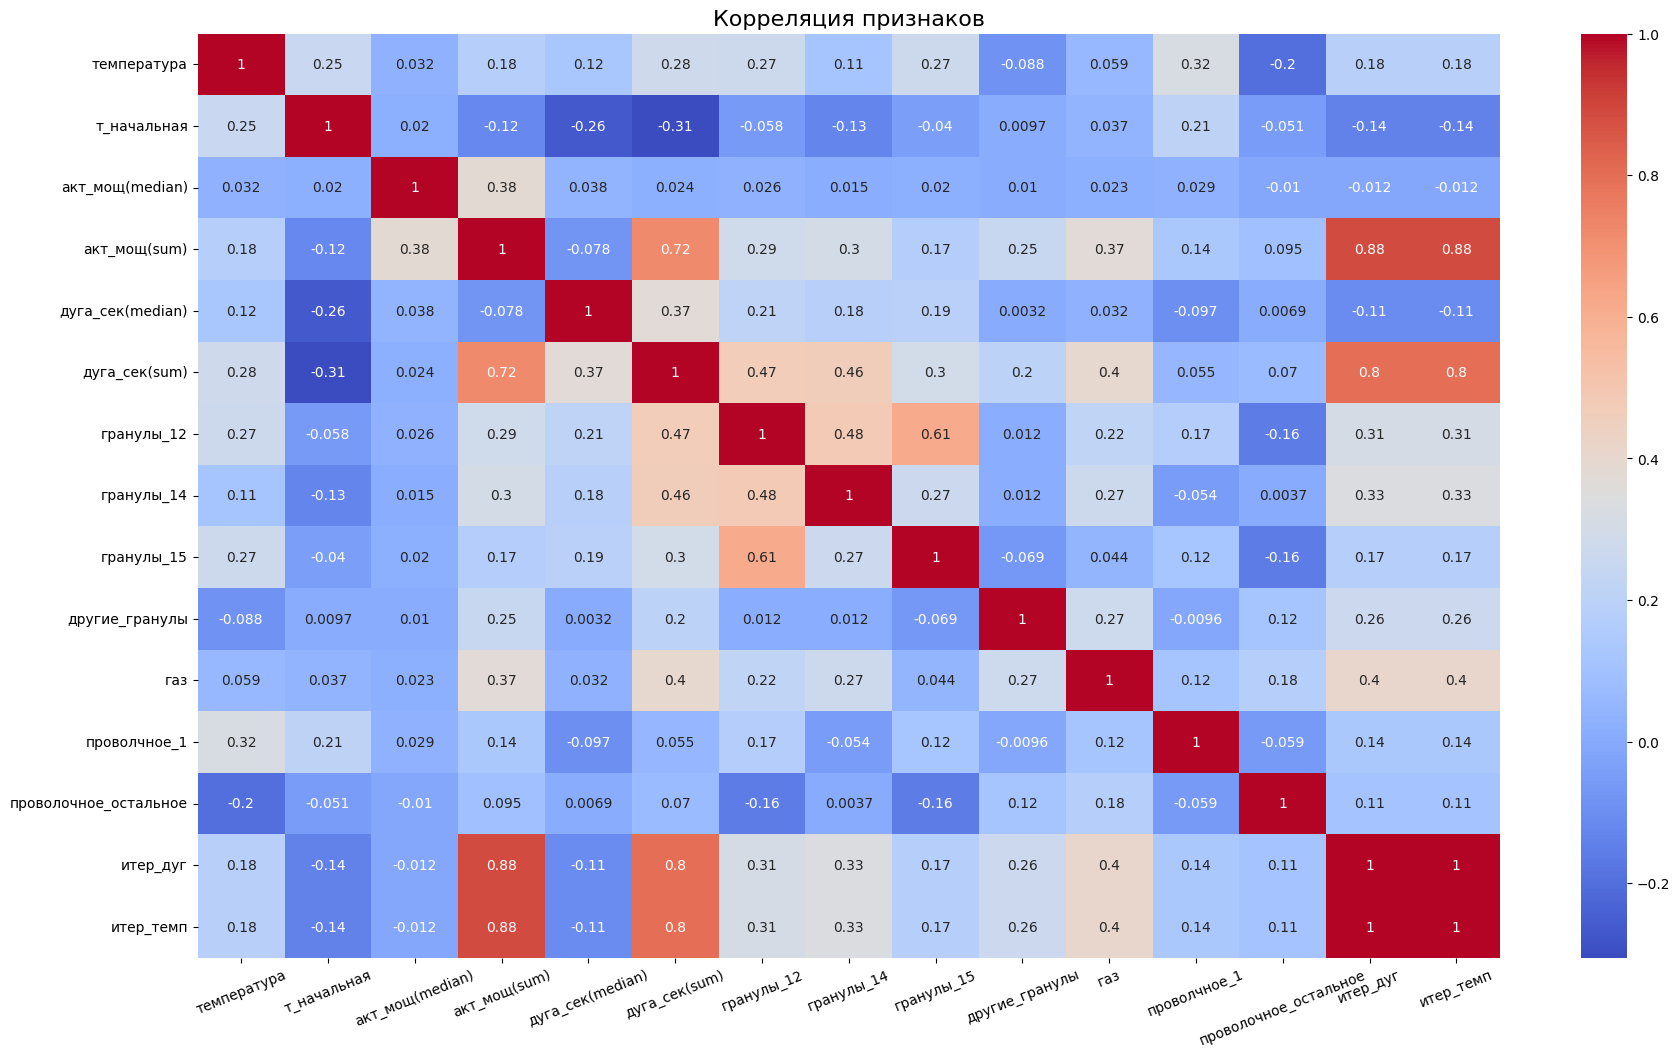 Корреляция признаков
температура 1 0.25 0.032 0.18 0.12 0.28 0.27 0.11 0.27 -0.088 0.059 0.32 -0.2 0.18 0.18
т_начальная 0.25 1 0.02 -0.12 -0.26 -0.31 -0.058 -0.13 -0.04 0.0097 0.037 0.21 -0.051 -0.14 -0.14
акт_мощ(median) 0.032 0.02 1 0.38 0.038 0.024 0.026 0.015 0.02 0.01 0.023 0.029 -0.01 -0.012 -0.012
акт_мощ(sum) 0.18 -0.12 0.38 1 -0.078 0.72 0.29 0.3 0.17 0.25 0.37 0.14 0.095 0.88 0.88
дуга_сек(median) 0.12 -0.26 0.038 -0.078 1 0.37 0.21 0.18 0.19 0.0032 0.032 -0.097 0.0069 -0.11 -0.11
дуга_сек(sum) 0.28 -0.31 0.024 0.72 0.37 1 0.47 0.46 0.3 0.2 0.4 0.055 0.07 0.8 0.8
гранулы_12 0.27 -0.058 0.026 0.29 0.21 0.47 1 0.48 0.61 0.012 0.22 0.17 -0.16 0.31 0.31
гранулы_14 0.11 -0.13 0.015 0.3 0.18 0.46 0.48 1 0.27 0.012 0.27 -0.054 0.0037 0.33 0.33
гранулы_15 0.27 -0.04 0.02 0.17 0.19 0.3 0.61 0.27 1 -0.069 0.044 0.12 -0.16 0.17 0.17
другие_гранулы -0.088 0.0097 0.01 0.25 0.0032 0.2 0.012 0.012 -0.069 1 0.27 -0.0096 0.12 0.26 0.26
газ 0.059 0.037 0.023 0.37 0.032 0.4 0.22 0.27 0.044 0.27 1 0.12 0.18 0.4 0.4
проволчное_1 0.32 0.21 0.029 0.14 -0.097 0.055 0.17 -0.054 0.12 -0.0096 0.12 1 -0.059 0.14 0.14
проволочное_остальное -0.2 -0.051 -0.01 0.095 0.0069 0.07 -0.16 0.0037 -0.16 0.12 0.18 -0.059 1 0.11 0.11
итер_дуг 0.18 -0.14 -0.012 0.88 -0.11 0.8 0.31 0.33 0.17 0.26 0.4 0.14 0.11 1 1
итер_темп 0.18 -0.14 -0.012 0.88 -0.11 0.8 0.31 0.33 0.17 0.26 0.4 0.14 0.11 1 1
температура т_начальная акт_мощ(median) акт_мощ(sum) дуга_сек(median) дуга_сек(sum) гранулы_12 гранулы_14 гранулы_15 другие_гранулы газ проволчное_1 проволочное_остальное итер_дуг итер_темп
1.0
0.8
0.6
0.4
0.2
0.0
−0.2